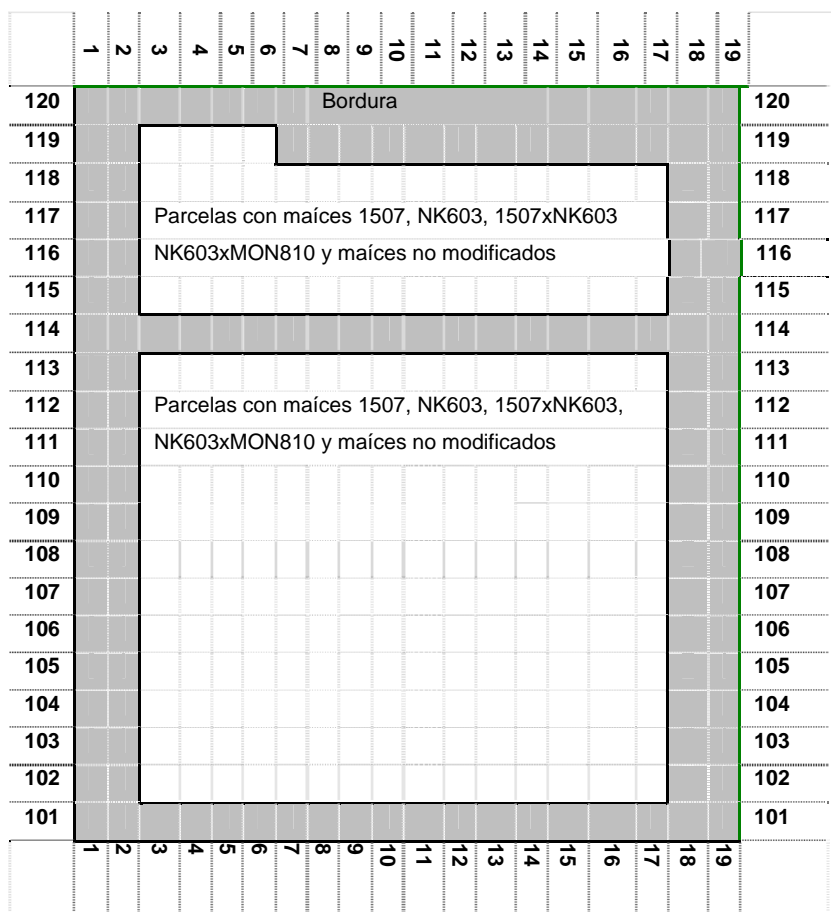 1 2 3 4 5 6 7 8 9 10 11 12 13 14 15 16 17 18 19
120 Bordura 120
119 119
118 118
117 Parcelas con maíces 1507, NK603, 1507xNK603 117
116 NK603xMON810 y maíces no modificados 116
115 115
114 114
113 113
112 Parcelas con maíces 1507, NK603, 1507xNK603, 112
111 NK603xMON810 y maíces no modificados 111
110 110
109 109
108 108
107 107
106 106
105 105
104 104
103 103
102 102
101 101
1 2 3 4 5 6 7 8 9 10 11 12 13 14 15 16 17 18 19